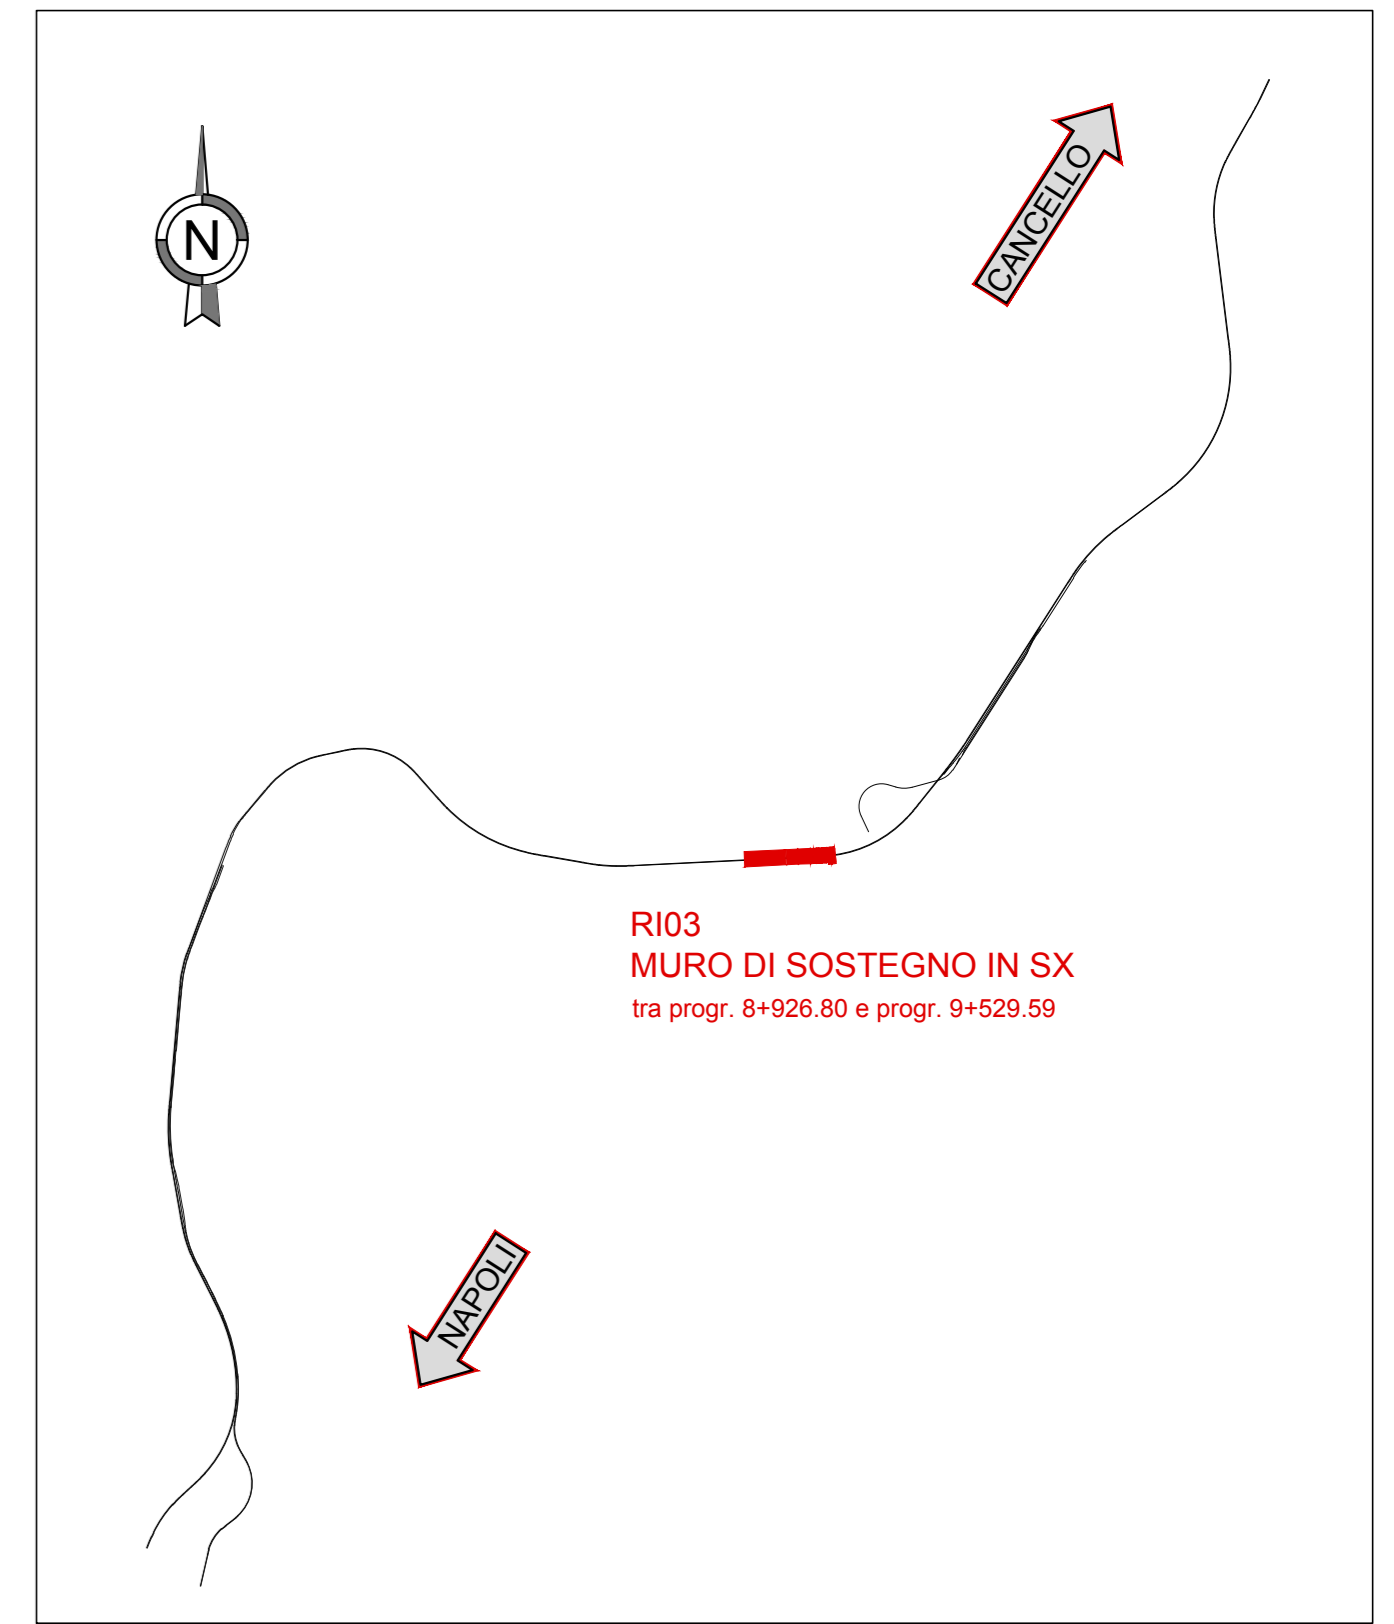 N
CANCELLO
RI03
MURO DI SOSTEGNO IN SX
tra progr. 8+926.80 e progr. 9+529.59
NAPOLI